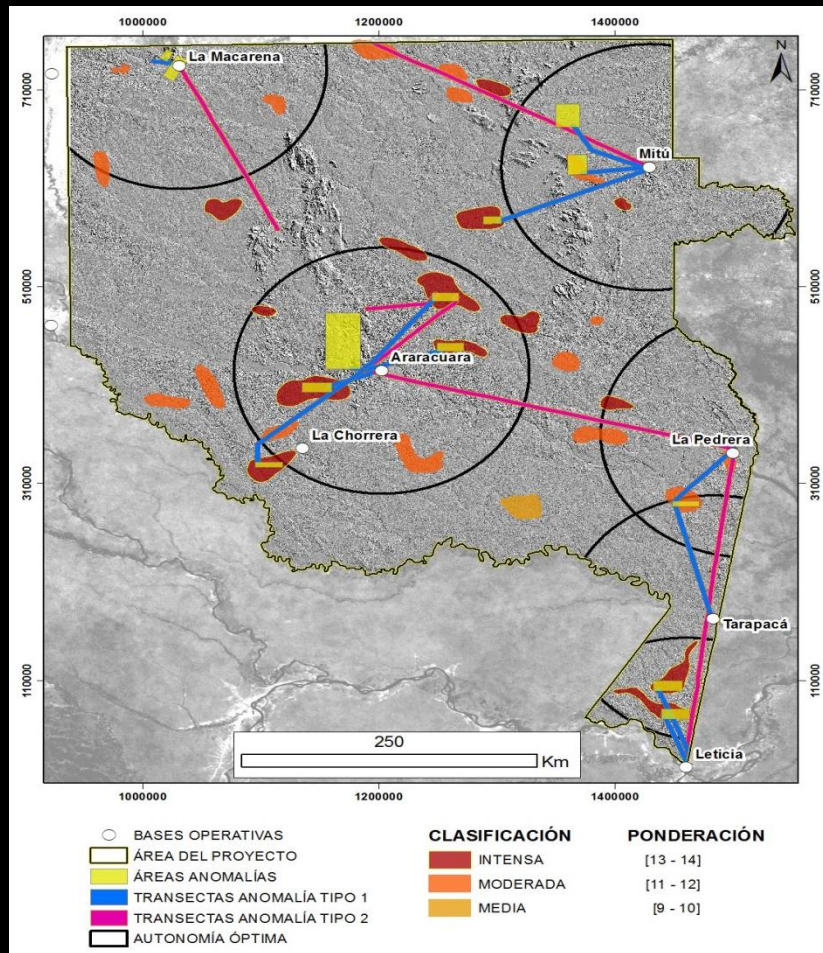 1000000 1200000 1400000
N
La Macarena
710000 710000
Mitú
510000 510000
Araracuara
La Chorrera
La Pedrera
310000 310000
Tarapacá
110000 110000
Leticia
250
Km
1000000 1200000 1400000
BASES OPERATIVAS
ÁREA DEL PROYECTO
ÁREAS ANOMALÍAS
TRANSECTAS ANOMALÍA TIPO 1
TRANSECTAS ANOMALÍA TIPO 2
AUTONOMÍA ÓPTIMA
CLASIFICACIÓN PONDERACIÓN
INTENSA [13 - 14]
MODERADA [11 - 12]
MEDIA [9 - 10]